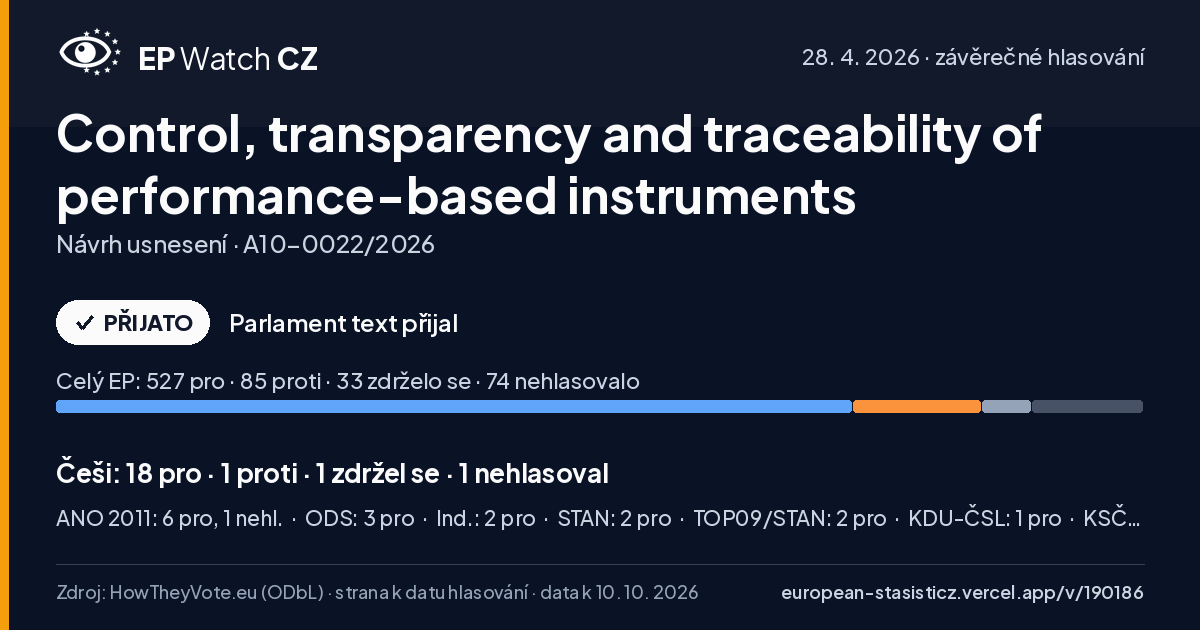 EP Watch CZ
28. 4. 2026 · závěrečné hlasování
Control, transparency and traceability of
performance-based instruments
Návrh usnesení · A10-0022/2026
✓ PŘIJATO
Parlament text přijal
Celý EP: 527 pro · 85 proti · 33 zdrželo se · 74 nehlasovalo
Češi: 18 pro · 1 proti · 1 zdržel se · 1 nehlasoval
ANO 2011: 6 pro, 1 nehl. · ODS: 3 pro · Ind.: 2 pro · STAN: 2 pro · TOP09/STAN: 2 pro · KDU-ČSL: 1 pro · KSČ…
Zdroj: HowTheyVote.eu (ODbL) · strana k datu hlasování · data k 10. 10. 2026
european-stasisticz.vercel.app/v/190186